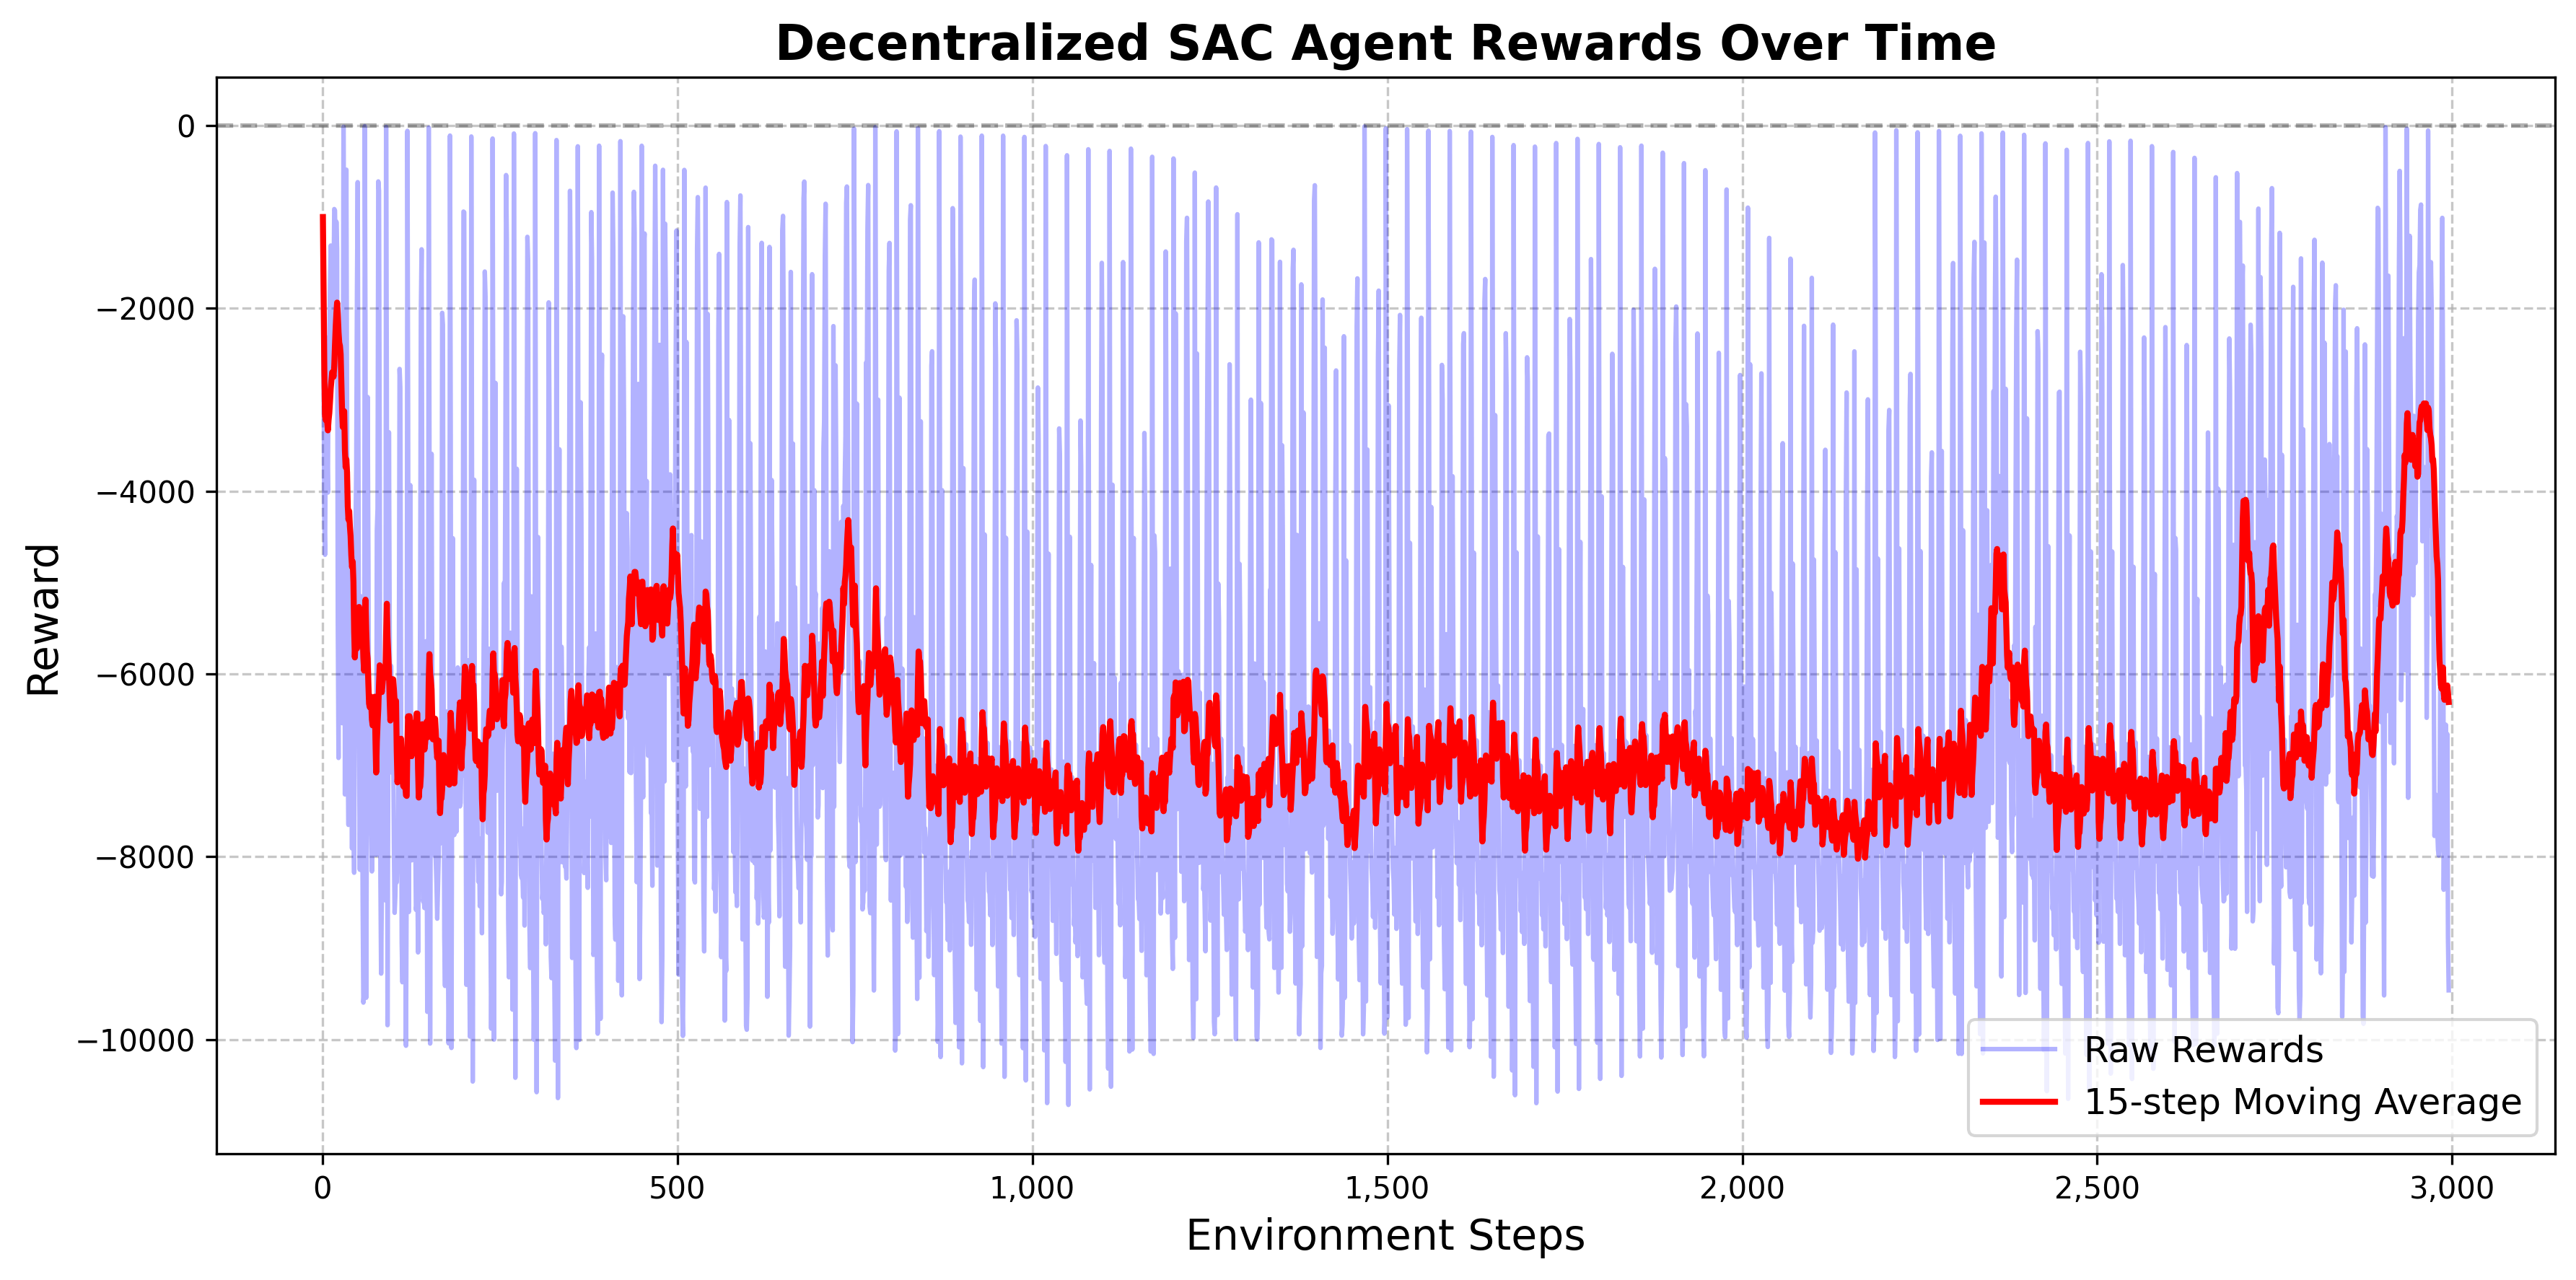 Decentralized SAC Agent Rewards Over Time
Reward
0
−2000
−4000
−6000
−8000
−10000
0
500
1,000
1,500
2,000
2,500
3,000
Environment Steps
Raw Rewards
15-step Moving Average